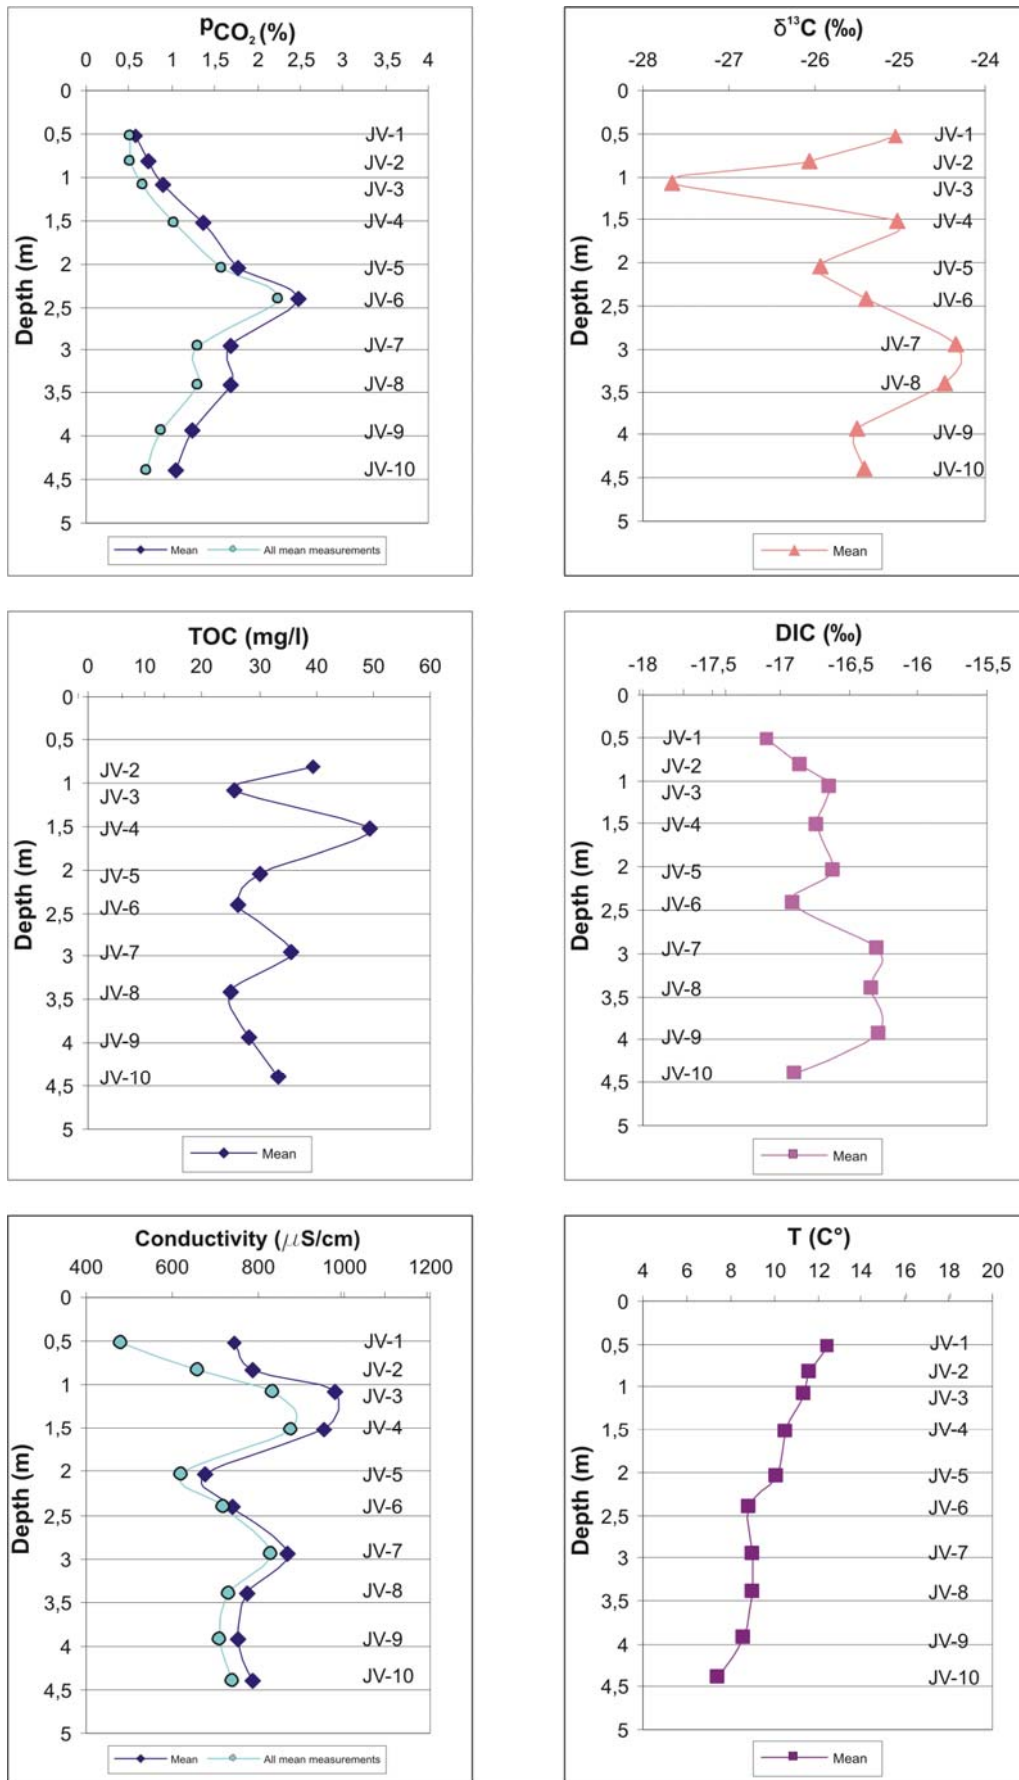 PCO₂ (%)
0 0,5 1 1,5 2 2,5 3 3,5 4
0
0,5
1
1,5
2
2,5
3
3,5
4
4,5
5
Depth (m)
JV-1
JV-2
JV-3
JV-4
JV-5
JV-6
JV-7
JV-8
JV-9
JV-10
Mean All mean measurements
δ¹³C (‰)
-28 -27 -26 -25 -24
0
0,5
1
1,5
2
2,5
3
3,5
4
4,5
5
Depth (m)
JV-1
JV-2
JV-3
JV-4
JV-5
JV-6
JV-7
JV-8
JV-9
JV-10
Mean
TOC (mg/l)
0 10 20 30 40 50 60
0
0,5
1
1,5
2
2,5
3
3,5
4
4,5
5
Depth (m)
JV-2
JV-3
JV-4
JV-5
JV-6
JV-7
JV-8
JV-9
JV-10
Mean
DIC (‰)
-18 -17,5 -17 -16,5 -16 -15,5
0
0,5
1
1,5
2
2,5
3
3,5
4
4,5
5
Depth (m)
JV-1
JV-2
JV-3
JV-4
JV-5
JV-6
JV-7
JV-8
JV-9
JV-10
Mean
Conductivity (μS/cm)
400 600 800 1000 1200
0
0,5
1
1,5
2
2,5
3
3,5
4
4,5
5
Depth (m)
JV-1
JV-2
JV-3
JV-4
JV-5
JV-6
JV-7
JV-8
JV-9
JV-10
Mean All mean measurements
T (C°)
4 6 8 10 12 14 16 18 20
0
0,5
1
1,5
2
2,5
3
3,5
4
4,5
5
Depth (m)
JV-1
JV-2
JV-3
JV-4
JV-5
JV-6
JV-7
JV-8
JV-9
JV-10
Mean